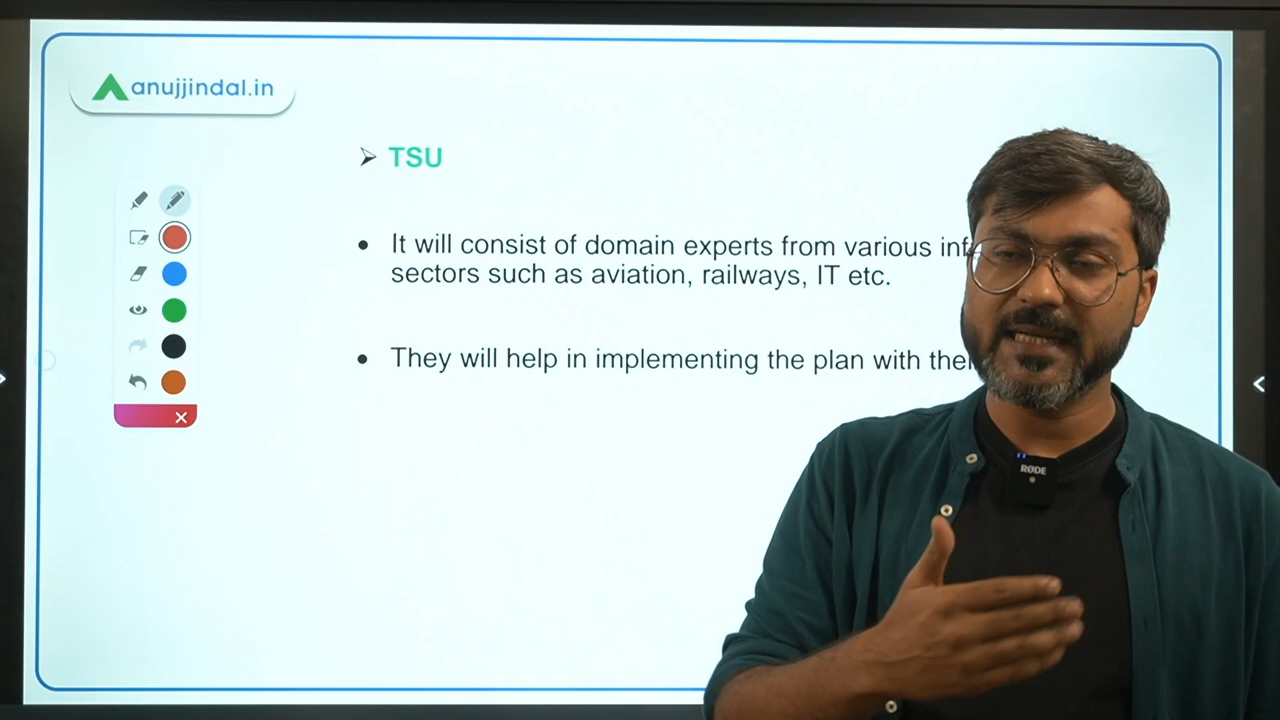 anujjindal.in
TSU
It will consist of domain experts from various
sectors such as aviation, railways, IT etc.
They will help in implementing the plan with
RØDE